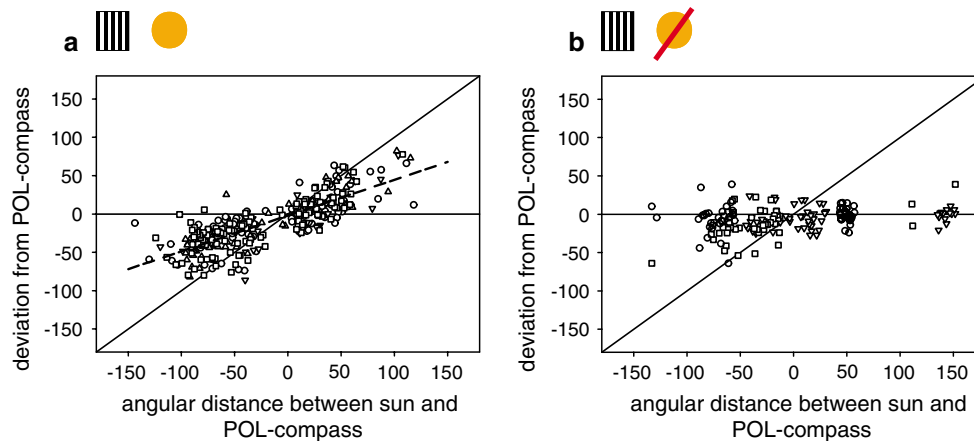 a
deviation from POL-compass
150
100
50
0
-50
-100
-150
-150 -100 -50 0 50 100 150
angular distance between sun and
POL-compass
b
deviation from POL-compass
150
100
50
0
-50
-100
-150
-150 -100 -50 0 50 100 150
angular distance between sun and
POL-compass